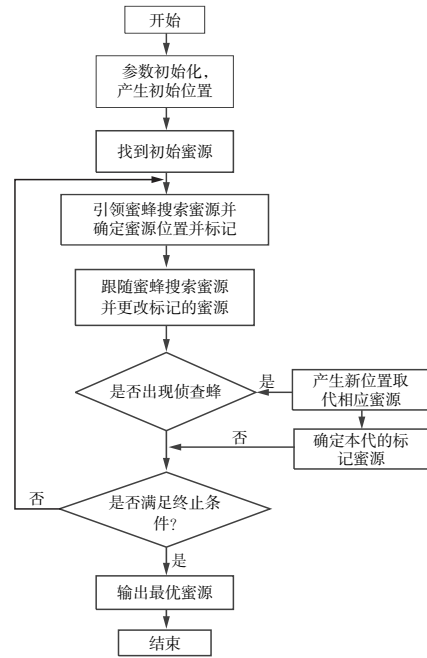 开始
参数初始化，
产生初始位置
找到初始蜜源
引领蜜蜂搜索蜜源并
确定蜜源位置并标记
跟随蜜蜂搜索蜜源
并更改标记的蜜源
是否出现侦查蜂
是
产生新位置取
代相应蜜源
否
确定本代的标
记蜜源
否
是否满足终止条
件？
是
输出最优蜜源
结束